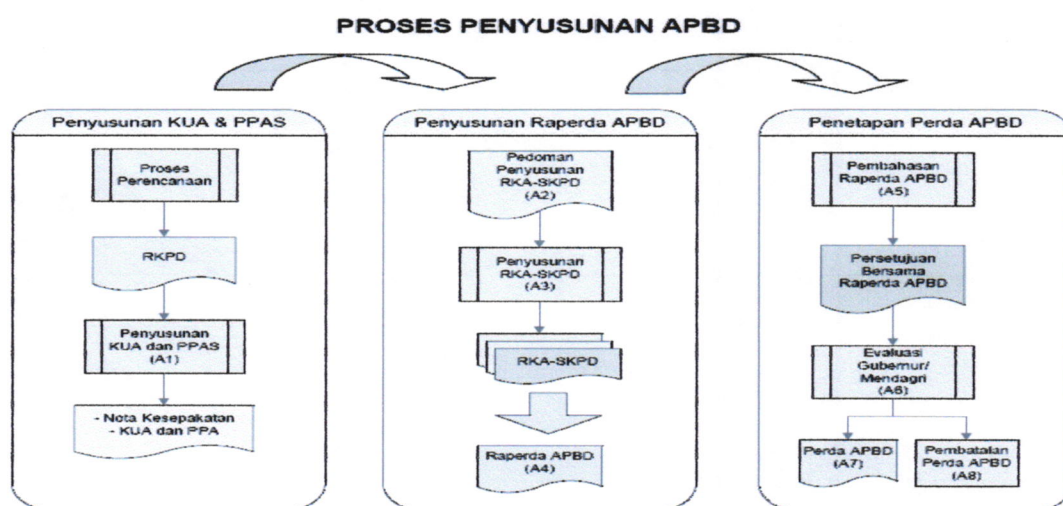 PROSES PENYUSUNAN APBD
Penyusunan KUA & PPAS
Proses
Perencanaan
RKPD
Penyusunan
KUA dan PPAS
(A1)
- Nota Kesepakatan
- KUA dan PPA
Penyusunan Raperda APBD
Pedoman
Penyusunan
RKA-SKPD
(A2)
Penyusunan
RKA-SKPD
(A3)
RKA-SKPD
Raperda APBD
(A4)
Penetapan Perda APBD
Pembahasan
Raperda APBD
(A5)
Persetujuan
Bersama
Raperda APBD
Evaluasi
Gubernur/
Mendagri
(A6)
Perda APBD
(A7)
Pembatalan
Perda APBD
(A8)